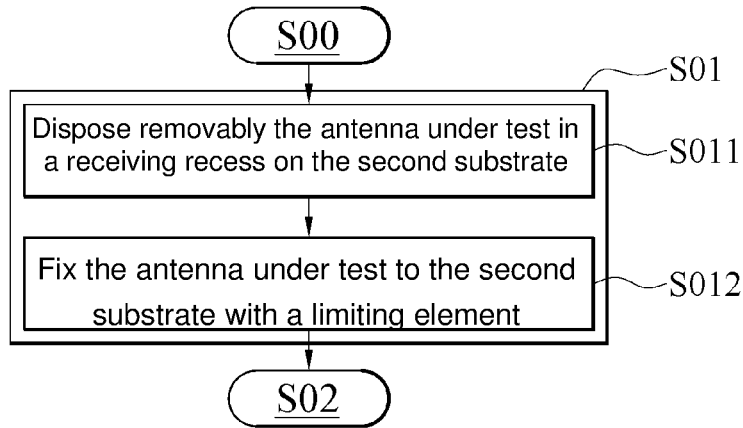 S00
S01
Dispose removably the antenna under test in
a receiving recess on the second substrate
S011
Fix the antenna under test to the second
substrate with a limiting element
S012
S02